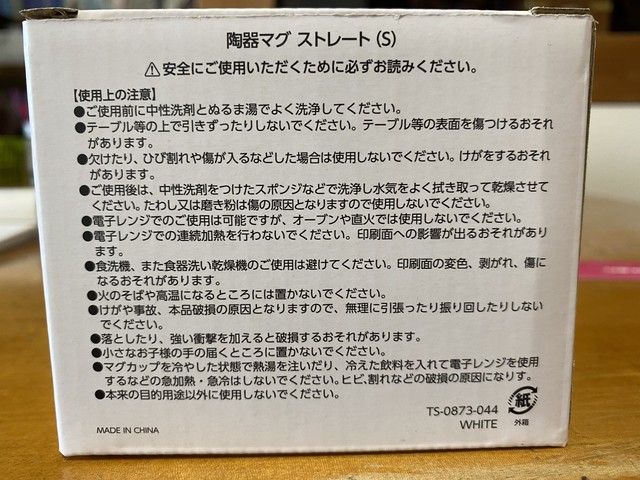 陶器マグ ストレート (S)
⚠安全にご使用いただくために必ずお読みください。
【使用上の注意】
●ご使用前に中性洗剤とぬるま湯でよく洗浄してください。
●テーブル等の上で引きずったりしないでください。テーブル等の表面を傷つけるおそれ
があります。
●欠けたり、ひび割れや傷が入るなどした場合は使用しないでください。けがをするおそれ
があります。
●ご使用後は、中性洗剤をつけたスポンジなどで洗浄し水気をよく拭き取って乾燥させて
ください。たわし又は磨き粉は傷の原因となりますので使用しないでください。
●電子レンジでのご使用は可能ですが、オーブンや直火では使用しないでください。
●電子レンジでの連続加熱を行わないでください。印刷面への影響が出るおそれがありま
す。
●食洗機、また食器洗い乾燥機のご使用は避けてください。印刷面の変色、剥がれ、傷に
なるおそれがあります。
●火のそばや高温になるところには置かないでください。
●けがや事故、本品破損の原因となりますので、無理に引張ったり振り回したりしない
でください。
●落としたり、強い衝撃を加えると破損するおそれがあります。
●小さなお子様の手の届くところに置かないでください。
●マグカップを冷やした状態で熱湯を注いだり、冷えた飲料を入れて電子レンジを使用
するなどの急加熱・急冷はしないでください。ヒビ、割れなどの破損の原因になりす。
●本来の目的用途以外に使用しないでください。
TS-0873-044
WHITE
紙
外箱
MADE IN CHINA